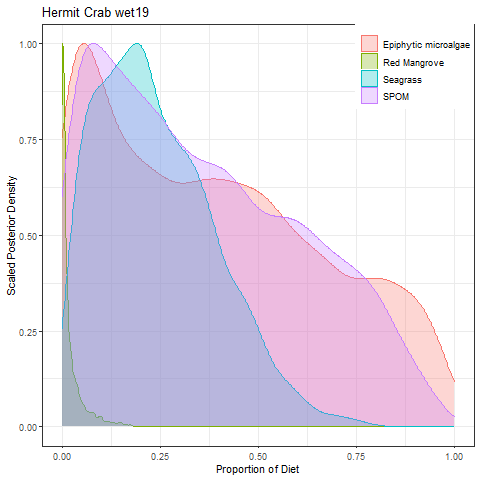 Hermit Crab wet19
Epiphytic microalgae
Red Mangrove
Seagrass
SPOM
Scaled Posterior Density
1.00
0.75
0.50
0.25
0.00
0.00 0.25 0.50 0.75 1.00
Proportion of Diet